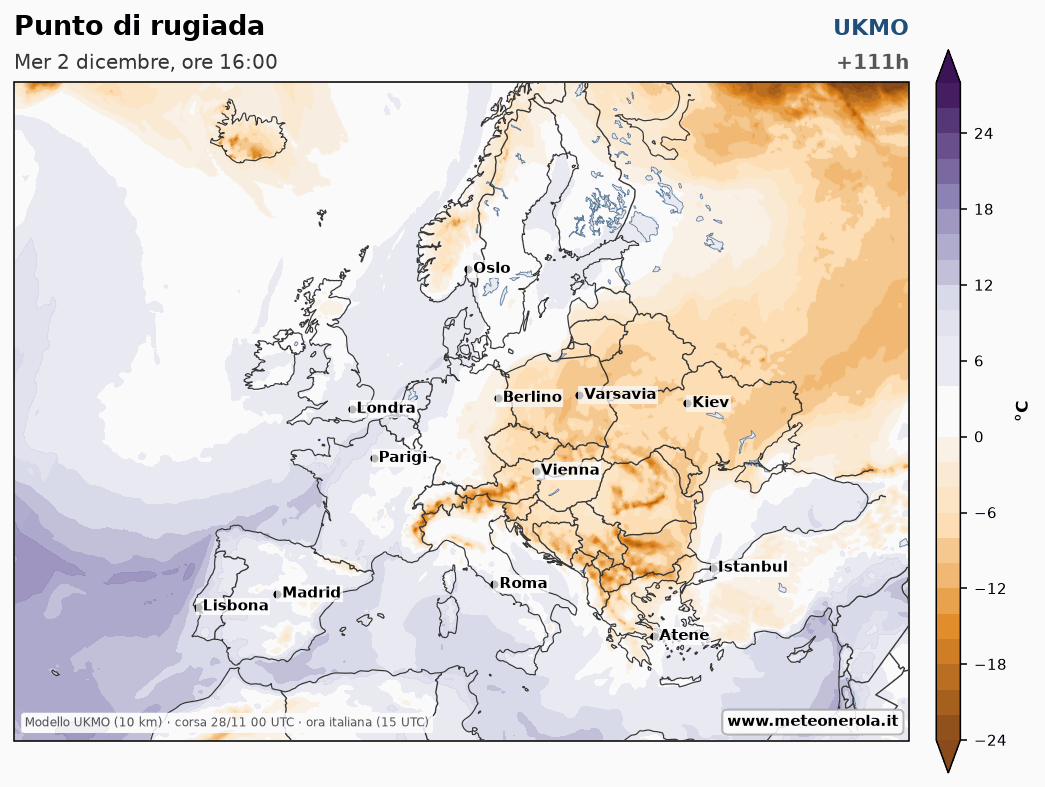 Punto di rugiada
UKMO
Mer 2 dicembre, ore 16:00
+111h
24
18
12
6
0
−6
−12
−18
−24
°C
Oslo
Berlino
Varsavia
Kiev
Londra
Parigi
Vienna
Istanbul
Roma
Madrid
Lisbona
Atene
Modello UKMO (10 km) · corsa 28/11 00 UTC · ora italiana (15 UTC)
www.meteonerola.it